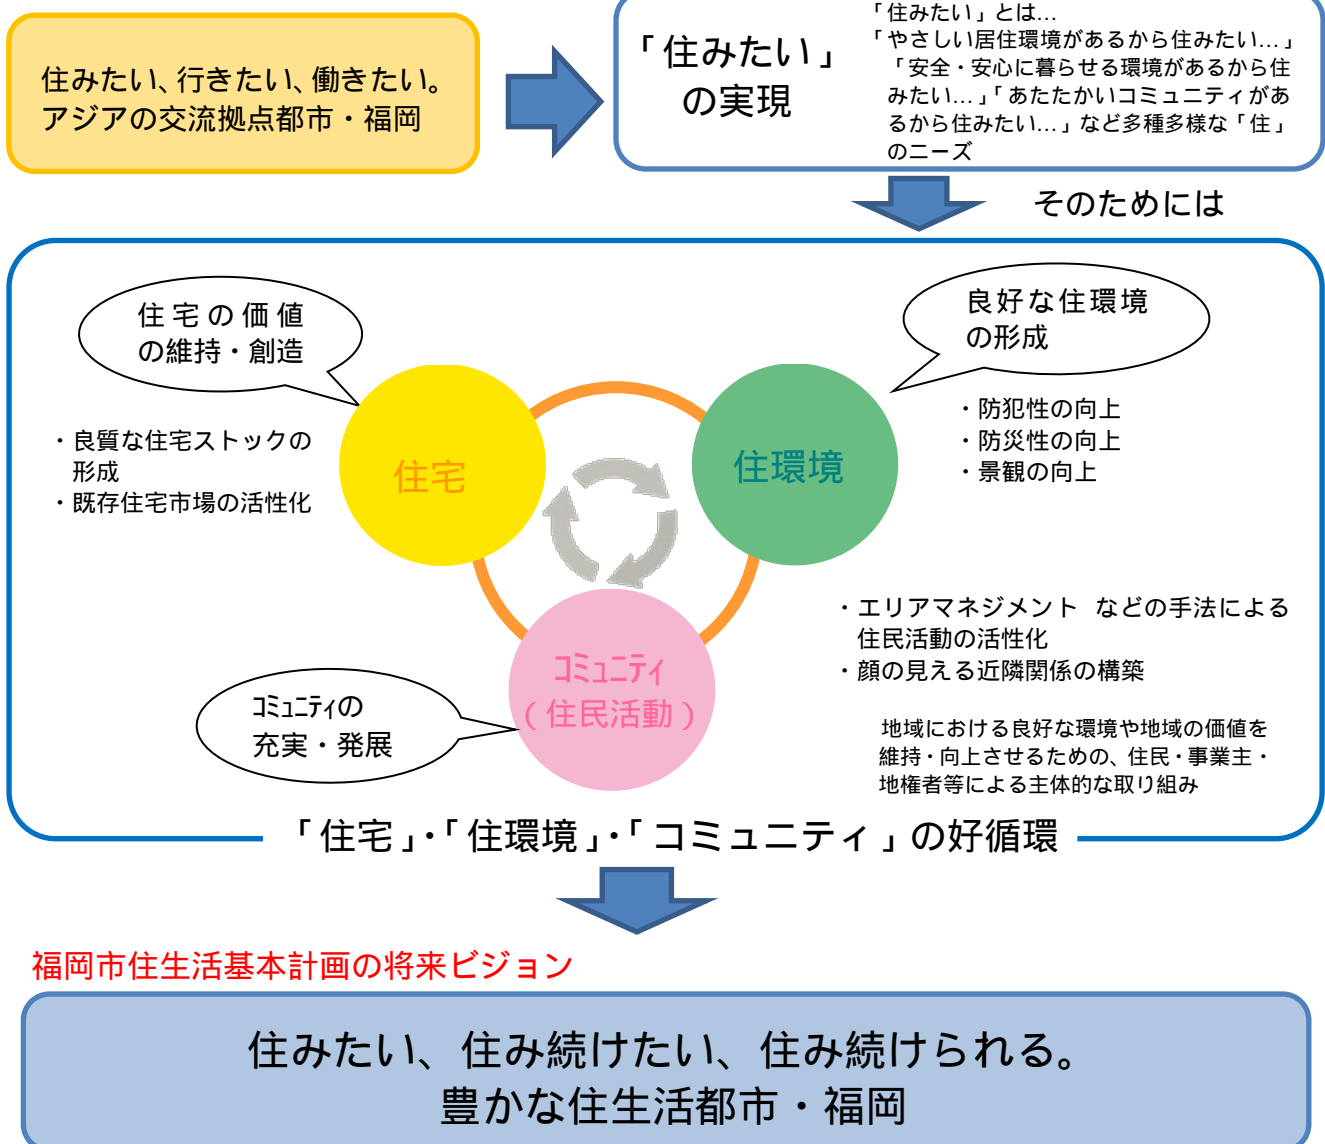 住みたい、行きたい、働きたい。
アジアの交流拠点都市・福岡
「住みたい」
の実現
「住みたい」とは…
「やさしい居住環境があるから住みたい…」
「安全・安心に暮らせる環境があるから住
みたい…」「あたたかいコミュニティがあ
るから住みたい…」など多種多様な「住」
のニーズ
そのためには
住宅の価値
の維持・創造
良好な住環境
の形成
・良質な住宅ストックの
形成
・既存住宅市場の活性化
住宅
住環境
・防犯性の向上
・防災性の向上
・景観の向上
・エリアマネジメント などの手法による
住民活動の活性化
・顔の見える近隣関係の構築
ｺﾐｭﾆﾃｨ
（住民活動）
ｺﾐｭﾆﾃｨの
充実・発展
地域における良好な環境や地域の価値を
維持・向上させるための、住民・事業主・
地権者等による主体的な取り組み
「住宅」・「住環境」・「コミュニティ」の好循環
福岡市住生活基本計画の将来ビジョン
住みたい、住み続けたい、住み続けられる。
豊かな住生活都市・福岡